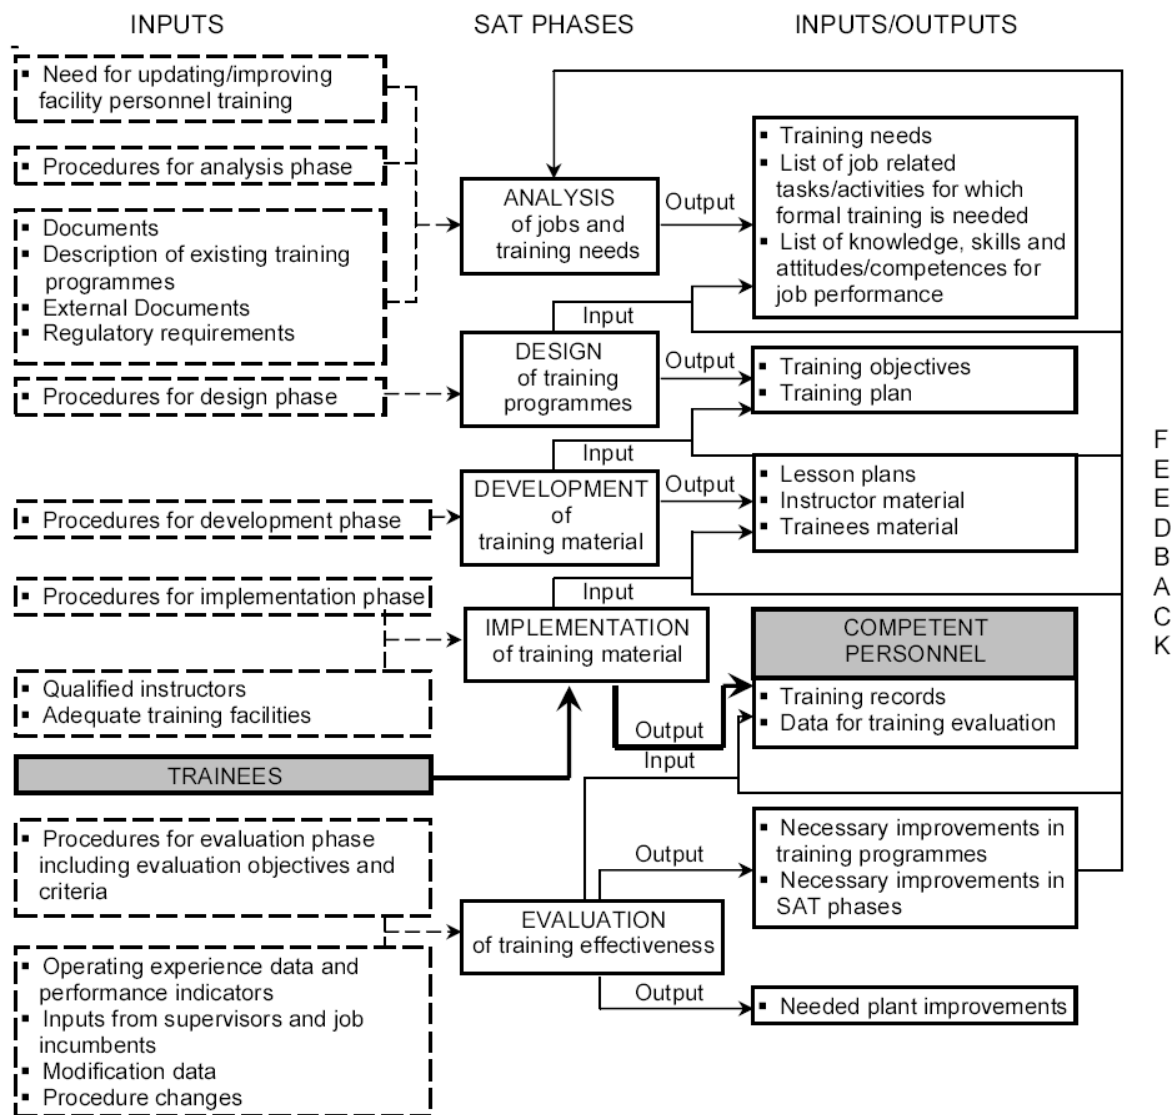 INPUTS
SAT PHASES
INPUTS/OUTPUTS
▪ Need for updating/improving
facility personnel training
▪ Procedures for analysis phase
▪ Documents
▪ Description of existing training
programmes
▪ External Documents
▪ Regulatory requirements
▪ Procedures for design phase
▪ Procedures for development phase
▪ Procedures for implementation phase
▪ Qualified instructors
▪ Adequate training facilities
TRAINEES
▪ Procedures for evaluation phase
including evaluation objectives and
criteria
▪ Operating experience data and
performance indicators
▪ Inputs from supervisors and job
incumbents
▪ Modification data
▪ Procedure changes
ANALYSIS
of jobs and
training needs
Output
Input
DESIGN
of training
programmes
Output
Input
DEVELOPMENT
of
training material
Output
Input
IMPLEMENTATION
of training material
Output
Input
EVALUATION
of training effectiveness
Output
Output
▪ Training needs
▪ List of job related
tasks/activities for which
formal training is needed
▪ List of knowledge, skills and
attitudes/competences for
job performance
▪ Training objectives
▪ Training plan
▪ Lesson plans
▪ Instructor material
▪ Trainees material
COMPETENT
PERSONNEL
▪ Training records
▪ Data for training evaluation
▪ Necessary improvements in
training programmes
▪ Necessary improvements in
SAT phases
▪ Needed plant improvements
F
E
E
D
B
A
C
K